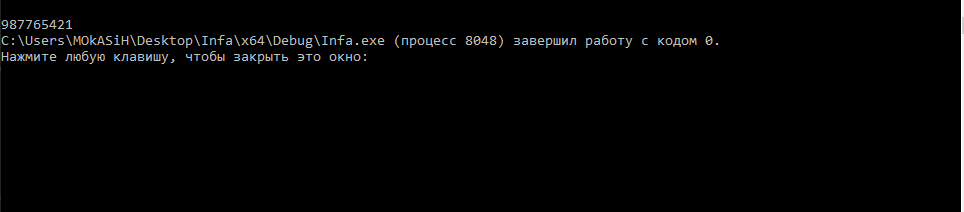 987765421
C:\Users\MOkASiH\Desktop\Infa\x64\Debug\Infa.exe (процесс 8048) завершил работу с кодом 0.
Нажмите любую клавишу, чтобы закрыть это окно: